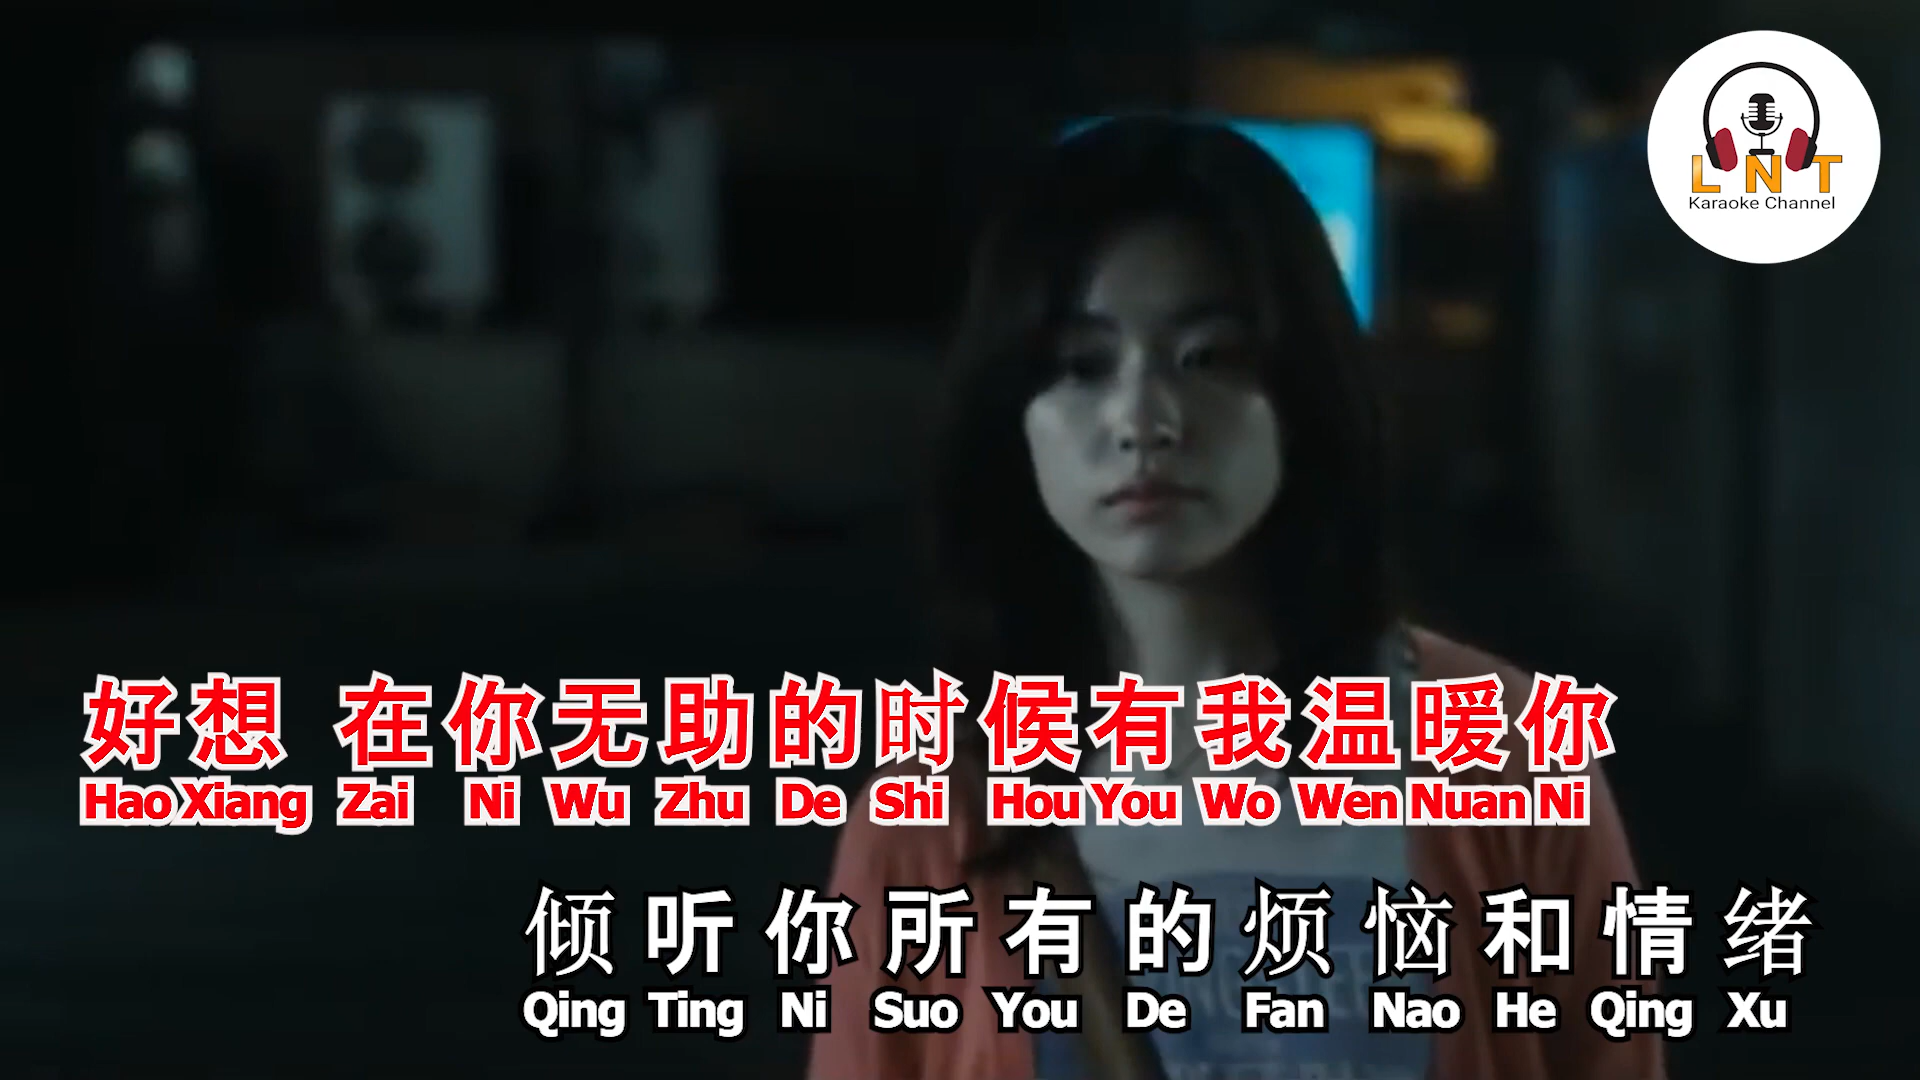 L N T
Karaoke Channel
好想 在你无助的时候有我温暖你
Hao Xiang Zai Ni Wu Zhu De Shi Hou You Wo Wen Nuan Ni
倾听你所有的烦恼和情绪
Qing Ting Ni Suo You De Fan Nao He Qing Xu